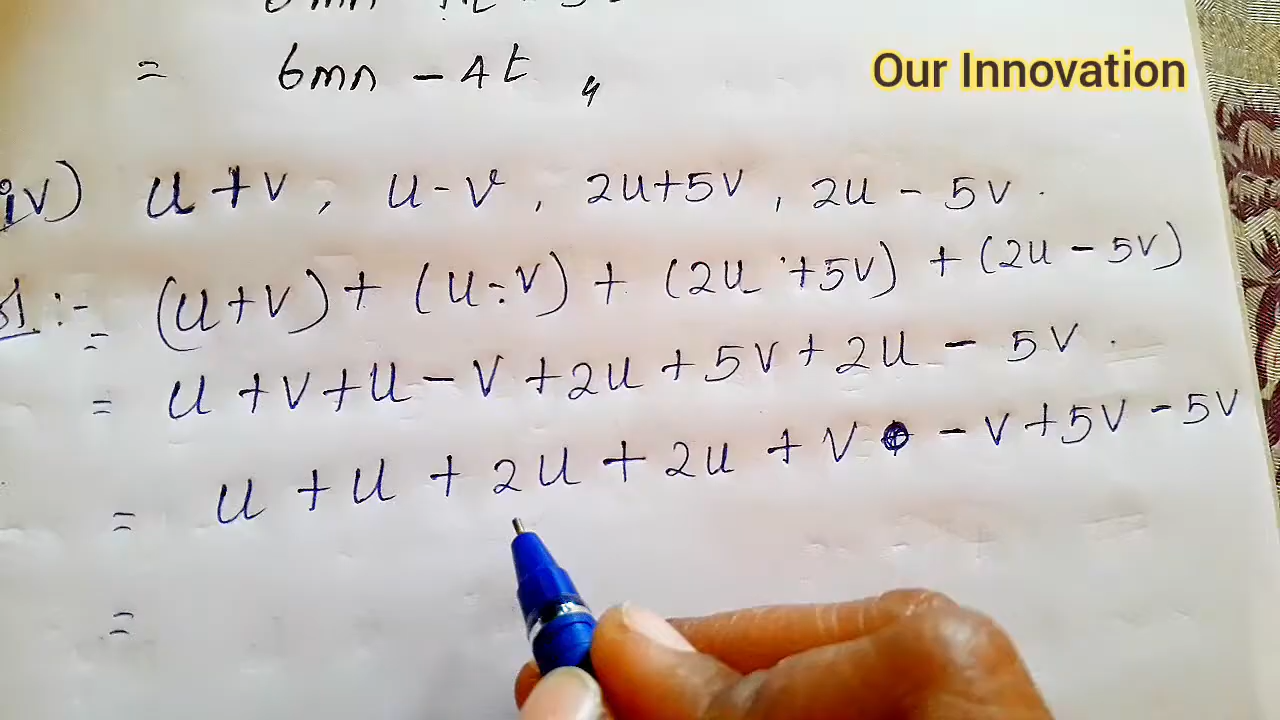 Our Innovation
= 6mn - 4t
iv) u + v, u - v, 2u + 5v, 2u - 5v.
:- = (u + v) + (u - v) + (2u + 5v) + (2u - 5v)
= u + v + u - v + 2u + 5v + 2u - 5v.
= u + u + 2u + 2u + v - v + 5v - 5v
=